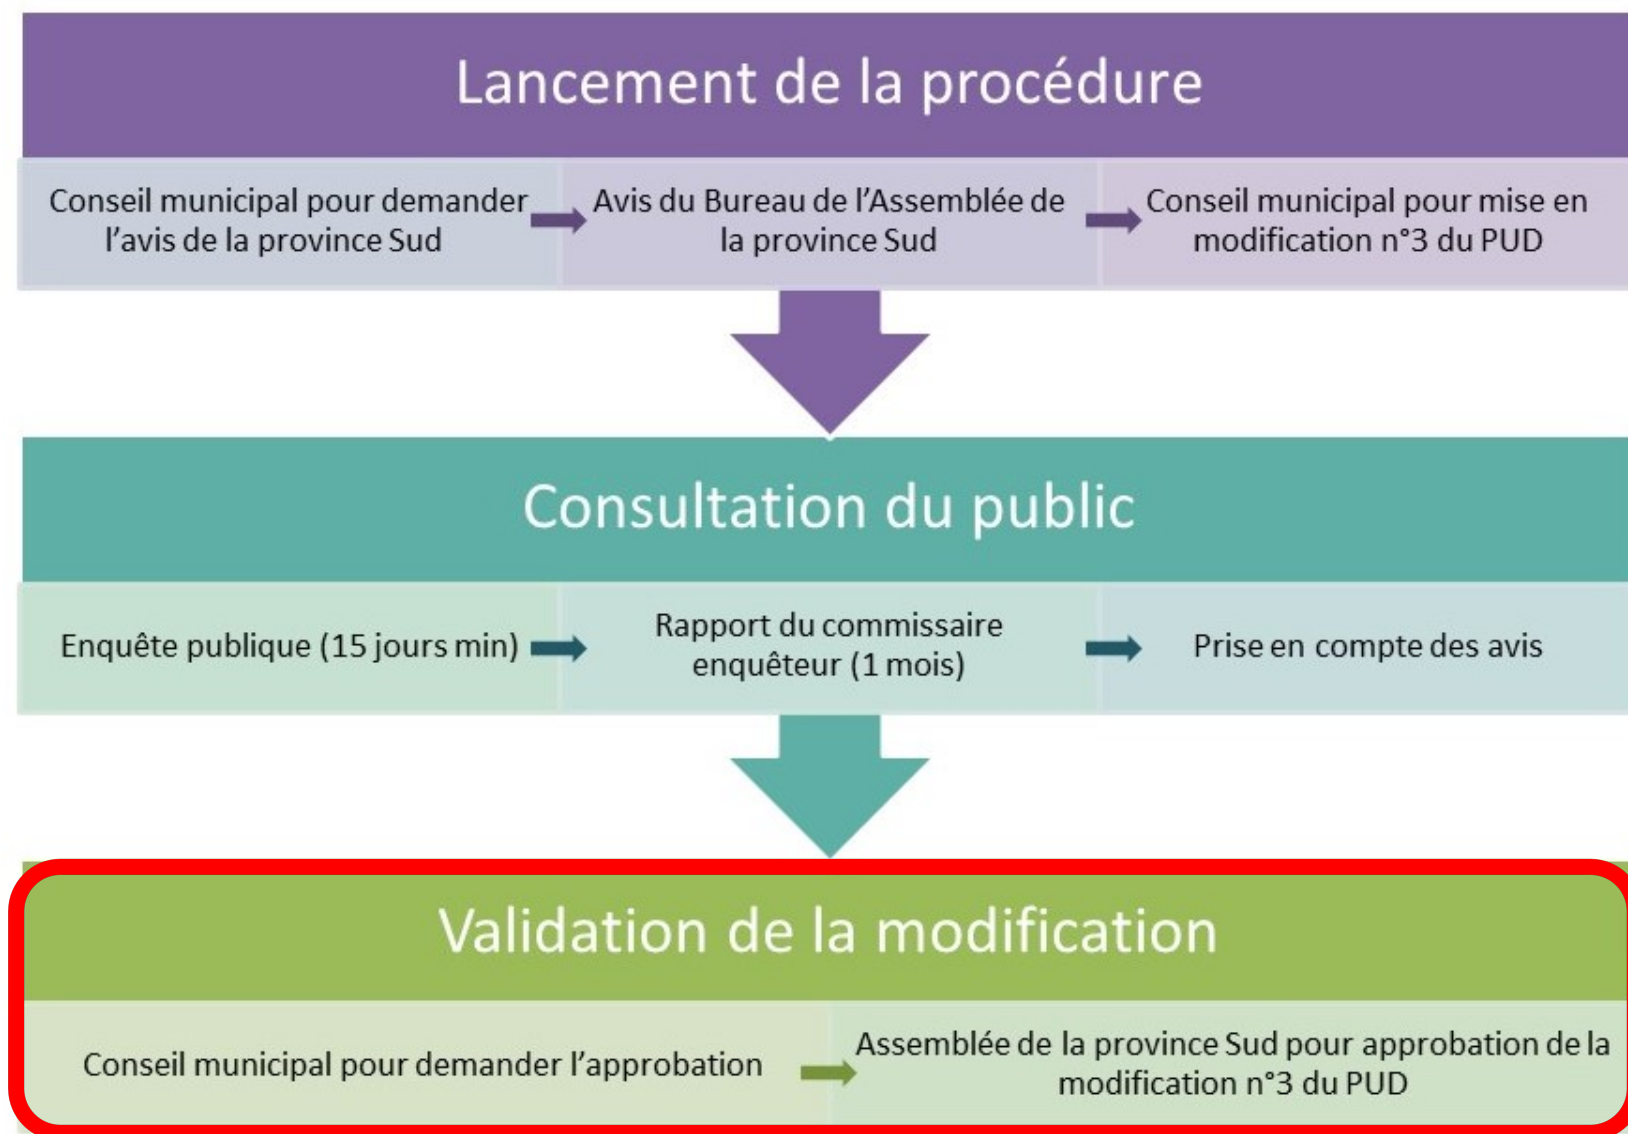 Lancement de la procédure
Conseil municipal pour demander
l'avis de la province Sud
Avis du Bureau de l'Assemblée de
la province Sud
Conseil municipal pour mise en
modification n°3 du PUD
Consultation du public
Enquête publique (15 jours min)
Rapport du commissaire
enquêteur (1 mois)
Prise en compte des avis
Validation de la modification
Conseil municipal pour demander l'approbation
Assemblée de la province Sud pour approbation de la
modification n°3 du PUD